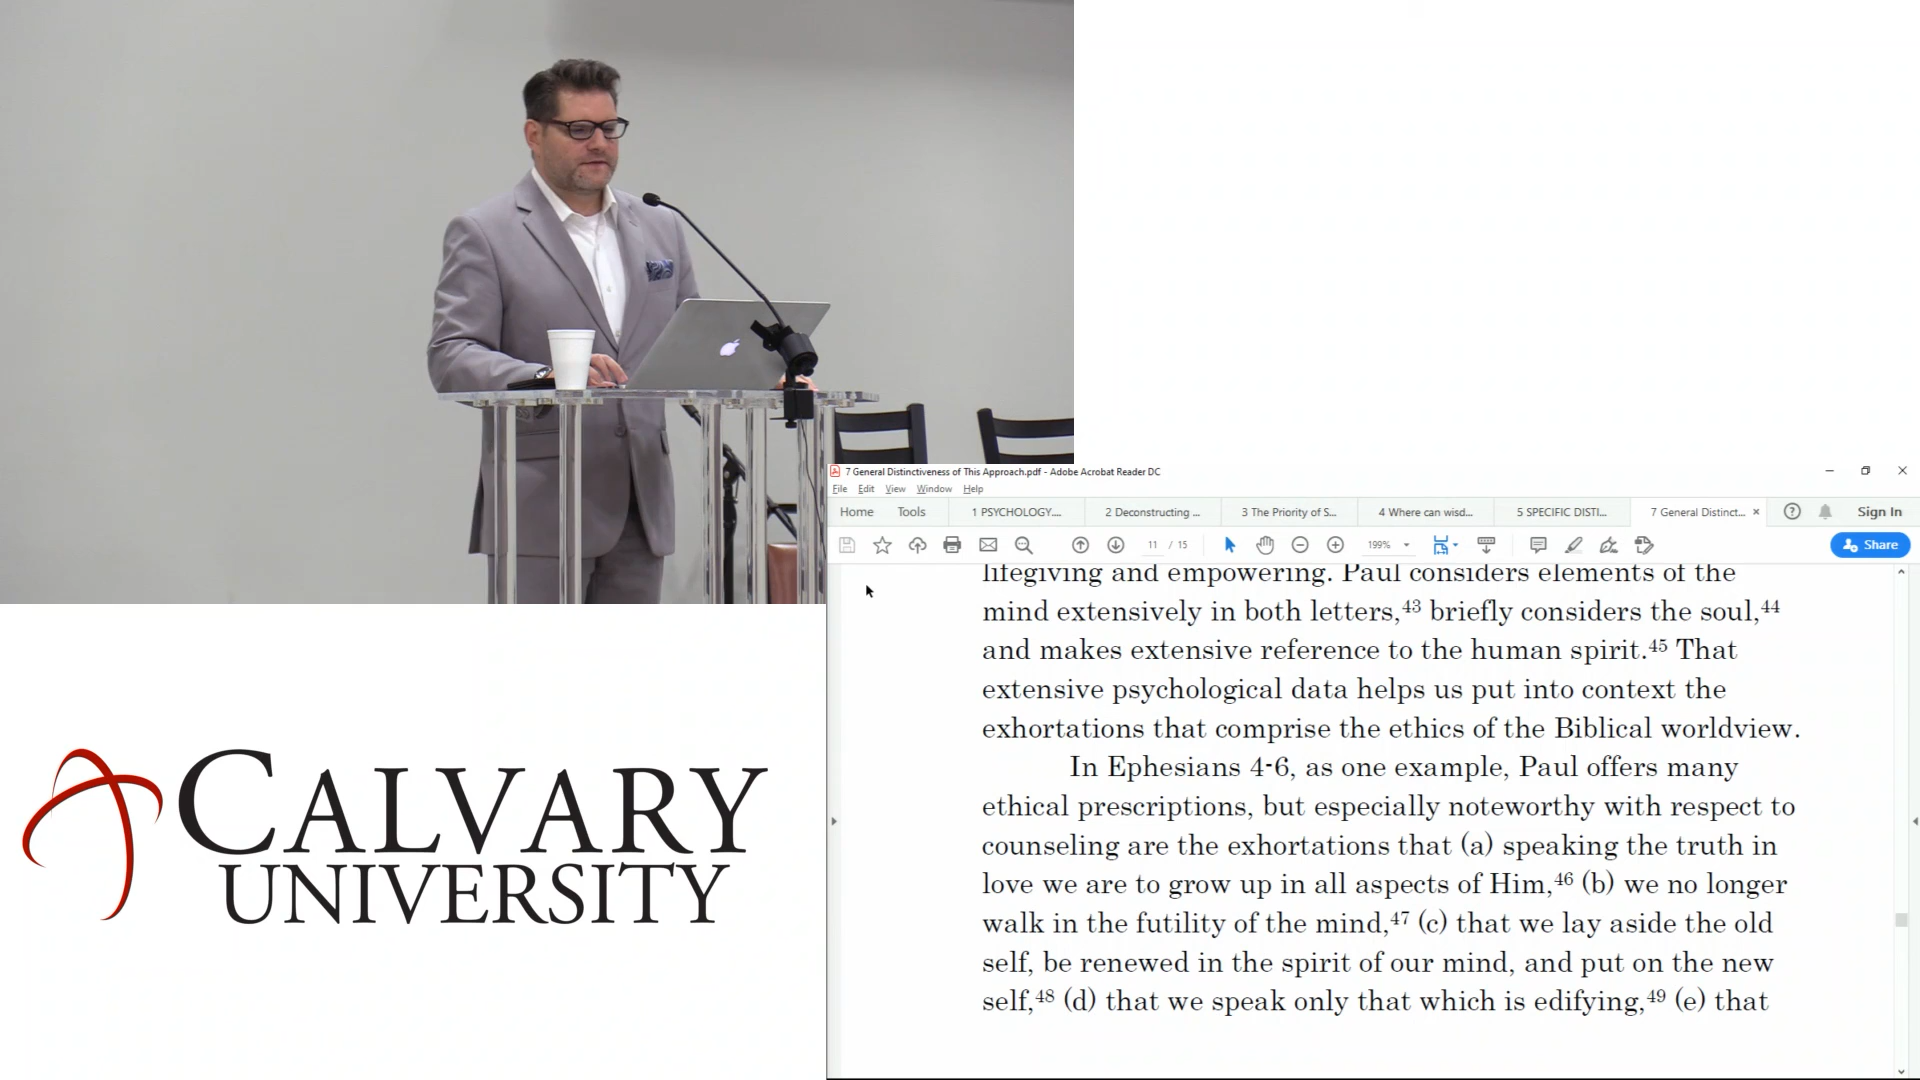 7 General Distinctiveness of This Approach.pdf - Adobe Acrobat Reader DC
File Edit View Window Help
Home Tools 1 PSYCHOLOGY.... 2 Deconstructing ... 3 The Priority of S... 4 Where can wisd... 5 SPECIFIC DISTI... 7 General Distinct... × Sign In
11 / 15 199% Share
lifegiving and empowering. Paul considers elements of the
mind extensively in both letters,43 briefly considers the soul,44
and makes extensive reference to the human spirit.45 That
extensive psychological data helps us put into context the
exhortations that comprise the ethics of the Biblical worldview.
In Ephesians 4-6, as one example, Paul offers many
ethical prescriptions, but especially noteworthy with respect to
counseling are the exhortations that (a) speaking the truth in
love we are to grow up in all aspects of Him,46 (b) we no longer
walk in the futility of the mind,47 (c) that we lay aside the old
self, be renewed in the spirit of our mind, and put on the new
self,48 (d) that we speak only that which is edifying,49 (e) that
CALVARY
UNIVERSITY